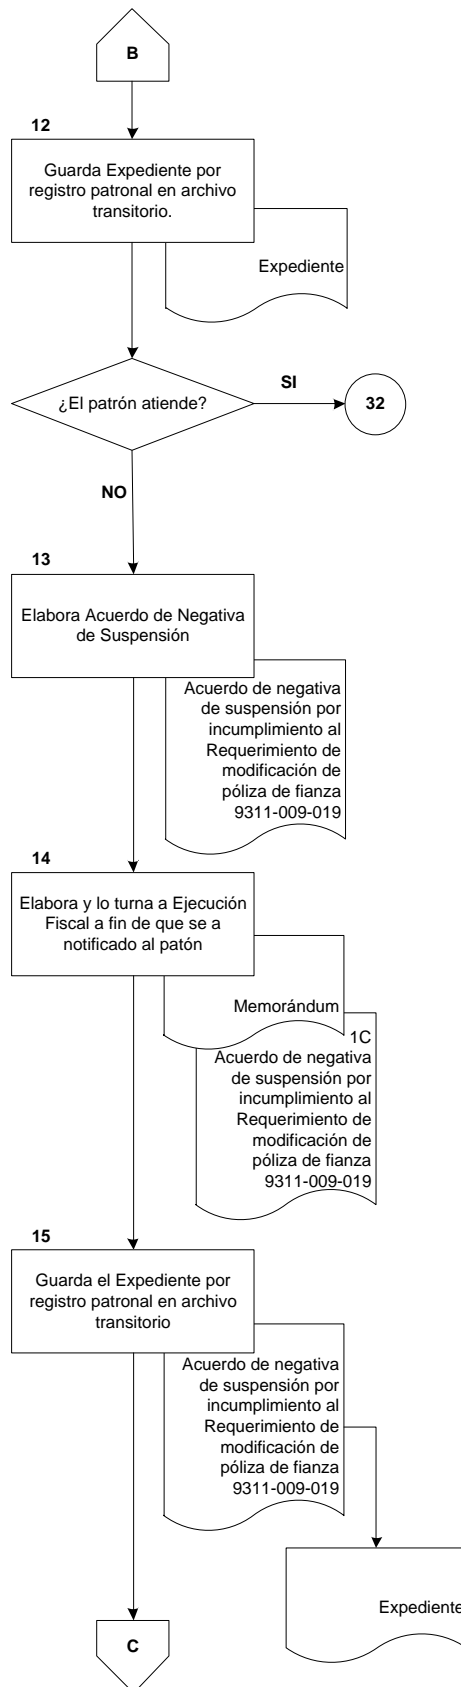 B
12
Guarda Expediente por
registro patronal en archivo
transitorio.
Expediente
¿El patrón atiende?
SI
32
NO
13
Elabora Acuerdo de Negativa
de Suspensión
Acuerdo de negativa
de suspensión por
incumplimiento al
Requerimiento de
modificación de
póliza de fianza
9311-009-019
14
Elabora y lo turna a Ejecución
Fiscal a fin de que se a
notificado al patón
Memorándum
1C
Acuerdo de negativa
de suspensión por
incumplimiento al
Requerimiento de
modificación de
póliza de fianza
9311-009-019
15
Guarda el Expediente por
registro patronal en archivo
transitorio
Acuerdo de negativa
de suspensión por
incumplimiento al
Requerimiento de
modificación de
póliza de fianza
9311-009-019
Expediente
C